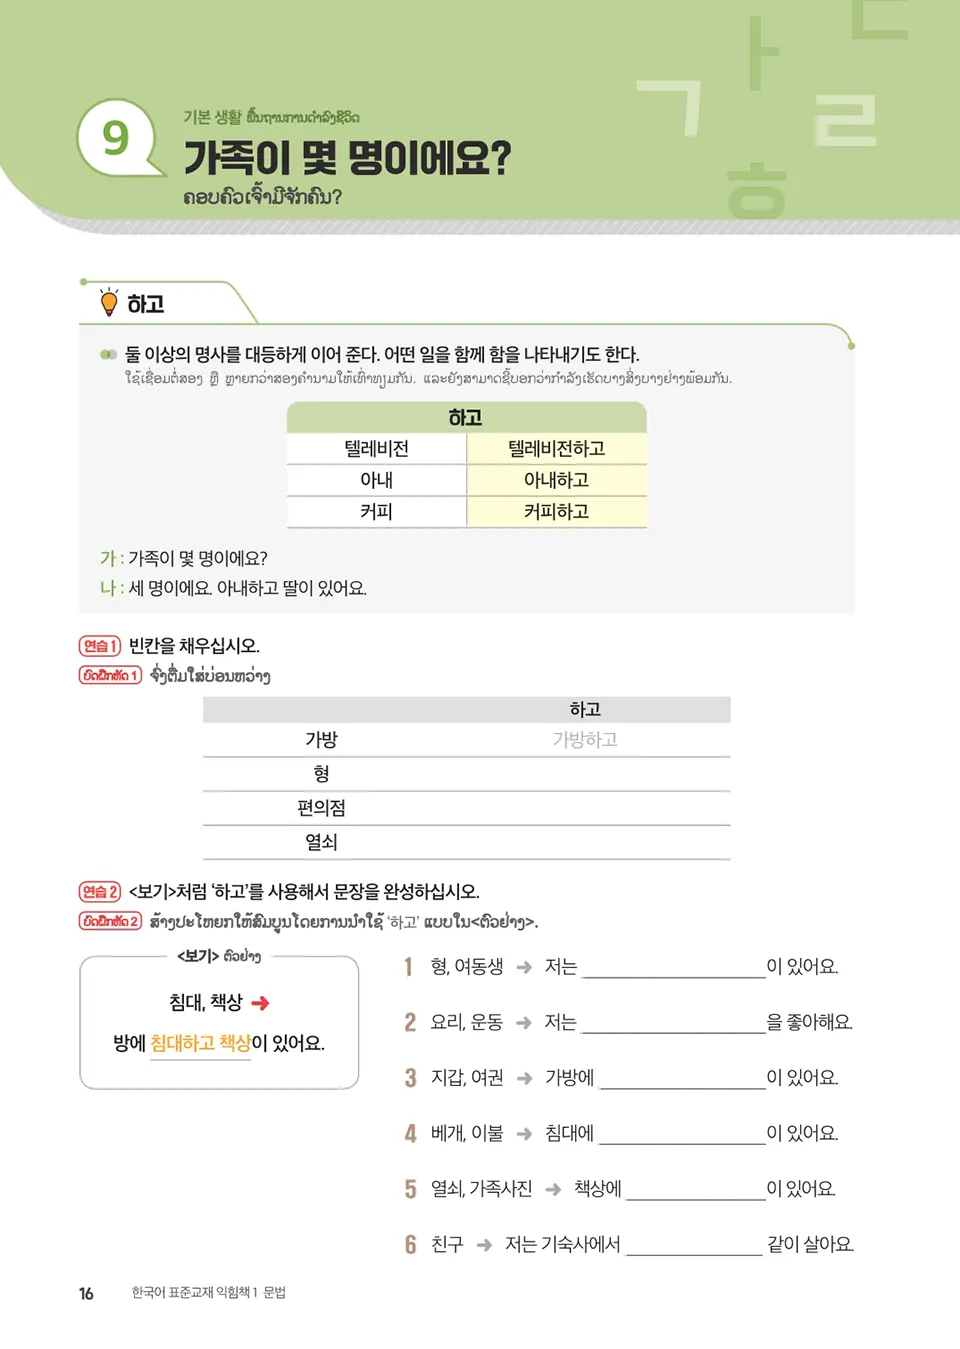 9
기본 생활 ພື້ນຖານການດຳລົງຊີວິດ
가족이 몇 명이에요?
ຄອບຄົວເຈົ້າມີຈັກຄົນ?
하고
둘 이상의 명사를 대등하게 이어 준다. 어떤 일을 함께 함을 나타내기도 한다.
ໃຊ້ເຊື່ອມຕໍ່ສອງ ຫຼື ຫຼາຍກວ່າສອງຄຳນາມໃຫ້ເທົ່າທຽມກັນ. ແລະຍັງສາມາດຊີ້ບອກວ່າກຳລັງເຮັດບາງສິ່ງບາງຢ່າງພ້ອມກັນ.
하고
텔레비전 텔레비전하고
아내 아내하고
커피 커피하고
가 : 가족이 몇 명이에요?
나 : 세 명이에요. 아내하고 딸이 있어요.
연습 1 빈칸을 채우십시오.
ບົດຝຶກຫັດ 1 ຈົ່ງຕື່ມໃສ່ບ່ອນຫວ່າງ
하고
가방 가방하고
형
편의점
열쇠
연습 2 <보기>처럼 ‘하고’를 사용해서 문장을 완성하십시오.
ບົດຝຶກຫັດ 2 ສ້າງປະໂຫຍກໃຫ້ສົມບູນໂດຍການນຳໃຊ້ ‘하고’ ແບບໃນ<ຕົວຢ່າງ>.
<보기> ຕົວຢ່າງ
침대, 책상 ➜
방에 침대하고 책상이 있어요.
1 형, 여동생 ➜ 저는 ____________________이 있어요.
2 요리, 운동 ➜ 저는 ____________________을 좋아해요.
3 지갑, 여권 ➜ 가방에 __________________이 있어요.
4 베개, 이불 ➜ 침대에 __________________이 있어요.
5 열쇠, 가족사진 ➜ 책상에 _______________이 있어요.
6 친구 ➜ 저는 기숙사에서 _______________ 같이 살아요.
16 한국어 표준교재 익힘책 1 문법